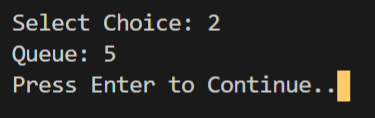 Select Choice: 2
Queue: 5
Press Enter to Continue..